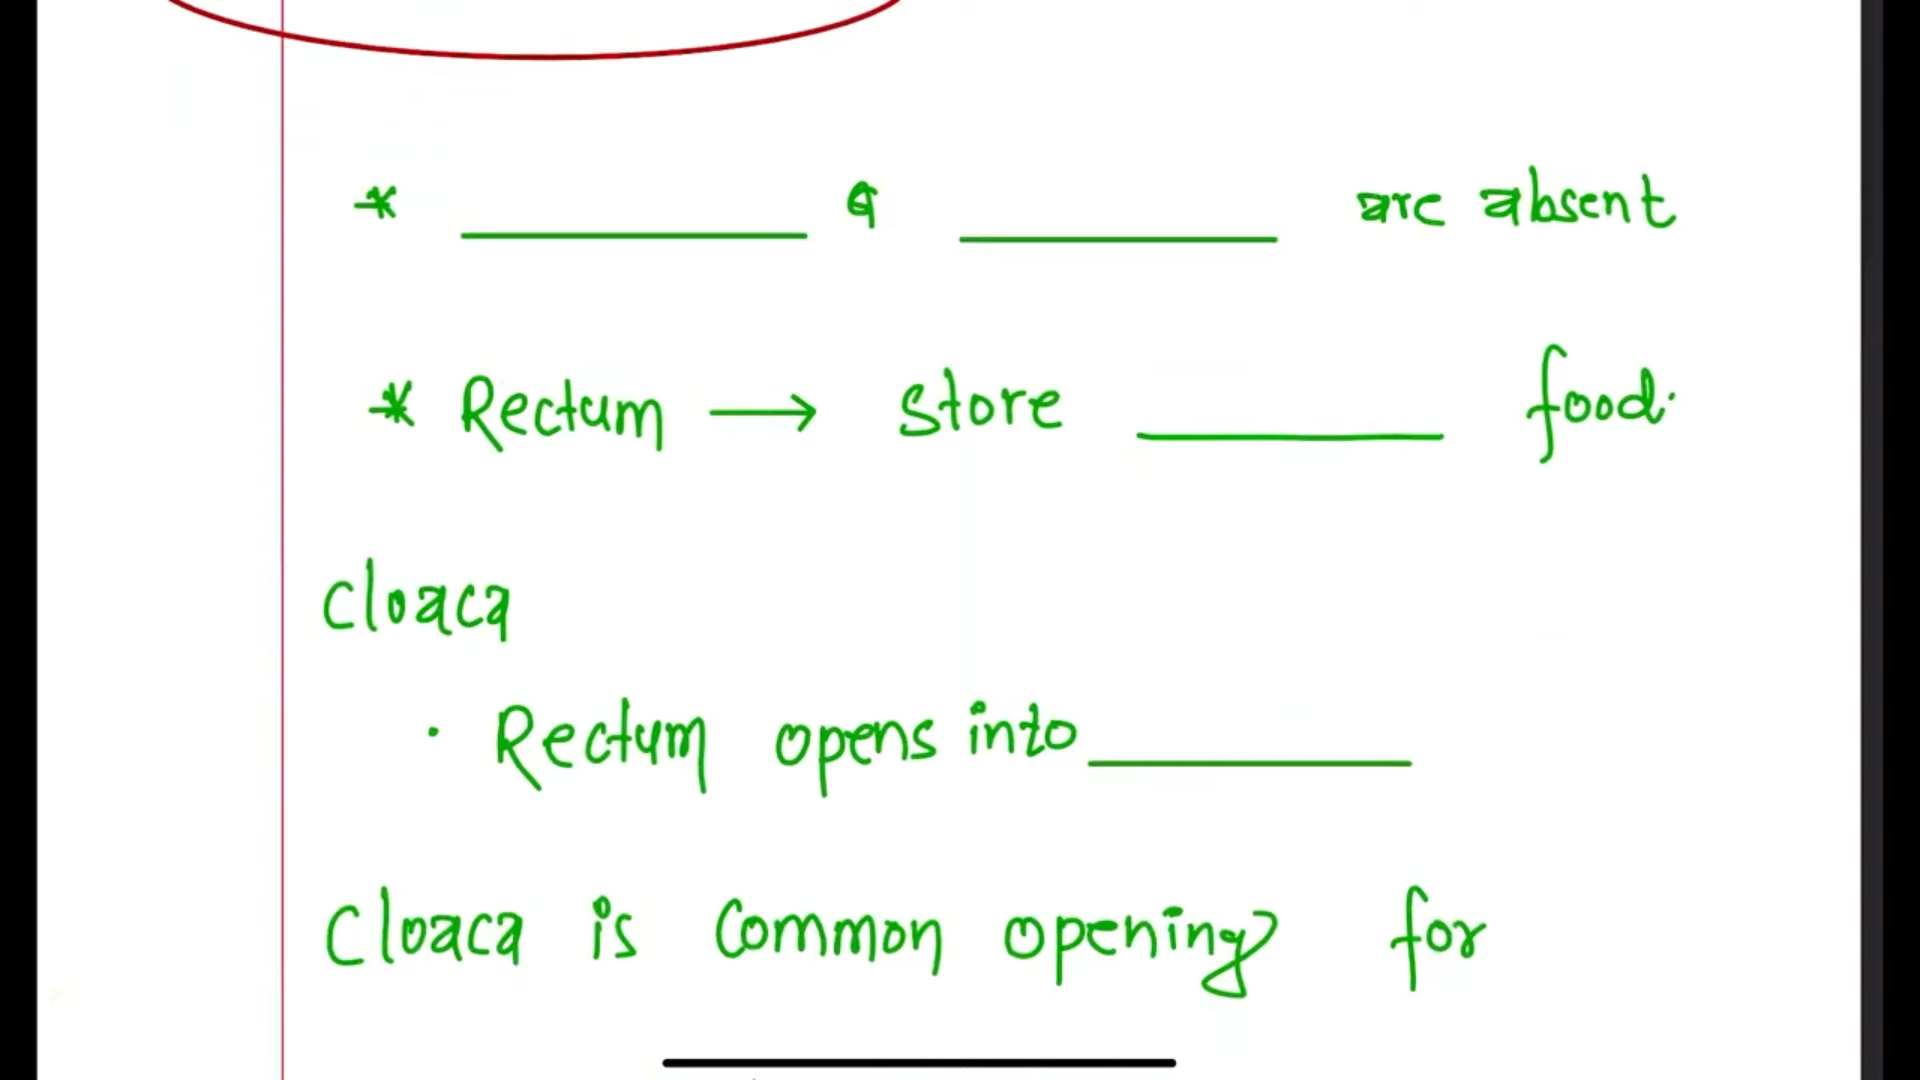 * ________ & ________ are absent
* Rectum → Store ________ food.
Cloaca
· Rectum opens into ________
Cloaca is common opening for